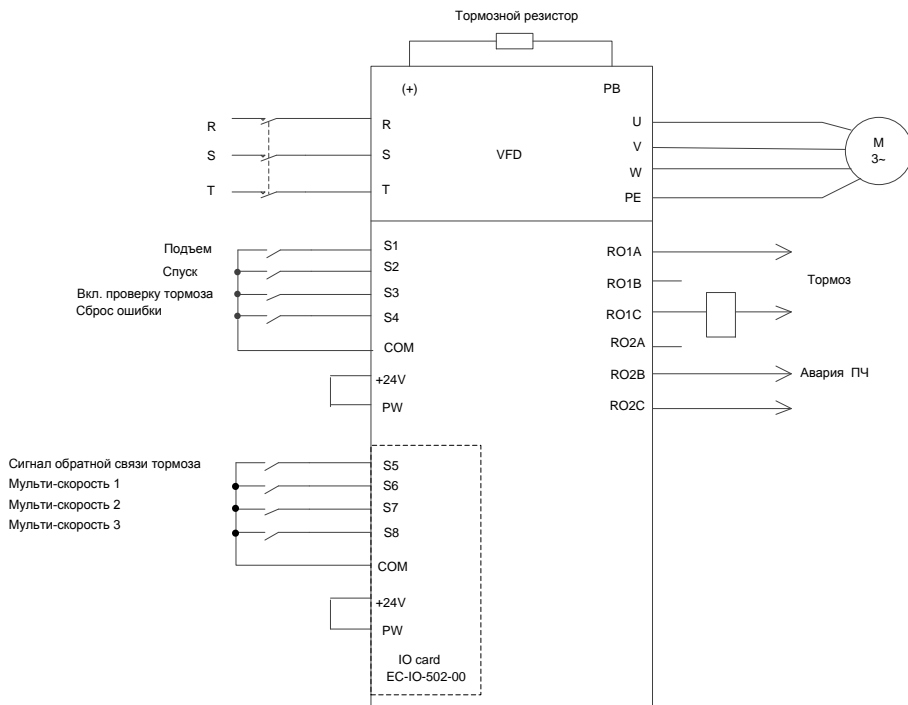 Тормозной резистор
(+)
PB
R
R
U
S
S
VFD
V
M
3~
T
T
W
PE
Подъем
S1
RO1A
Спуск
S2
RO1B
Тормоз
Вкл. проверку тормоза
S3
Сброс ошибки
S4
RO1C
COM
RO2A
+24V
RO2B
Авария ПЧ
PW
RO2C
Сигнал обратной связи тормоза
S5
Мульти-скорость 1
S6
Мульти-скорость 2
S7
Мульти-скорость 3
S8
COM
+24V
PW
IO card
EC-IO-502-00